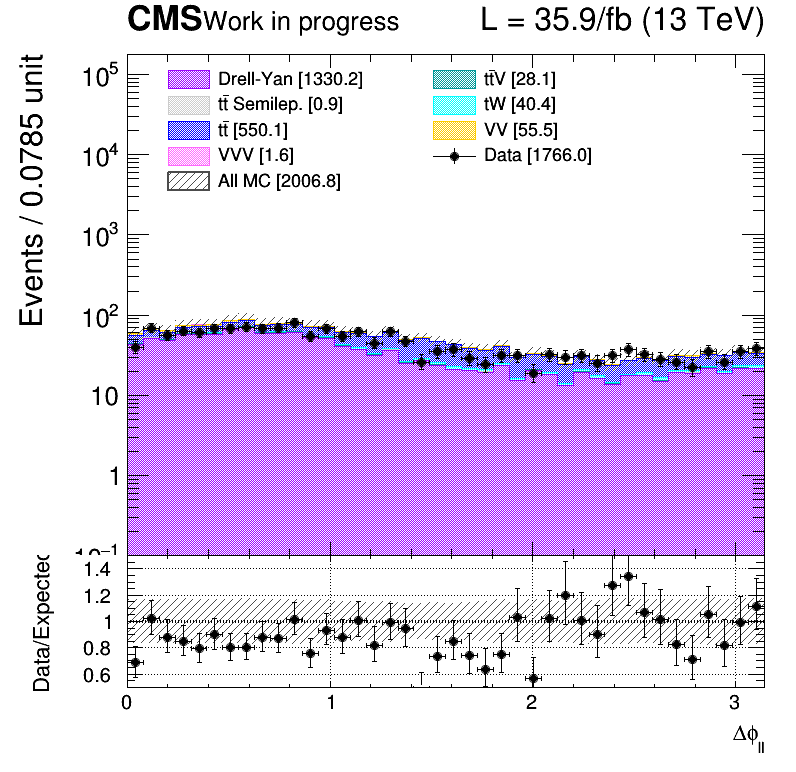 CMS Work in progress L = 35.9/fb (13 TeV)
Events / 0.0785 unit
10⁵
10⁴
10³
10²
10
1
Drell-Yan [1330.2]
tt̄ Semilep. [0.9]
tt̄ [550.1]
VVV [1.6]
All MC [2006.8]
tt̄V [28.1]
tW [40.4]
VV [55.5]
Data [1766.0]
Data/Expected
1.4
1.2
1
0.8
0.6
0 1 2 3
Δϕ_ll